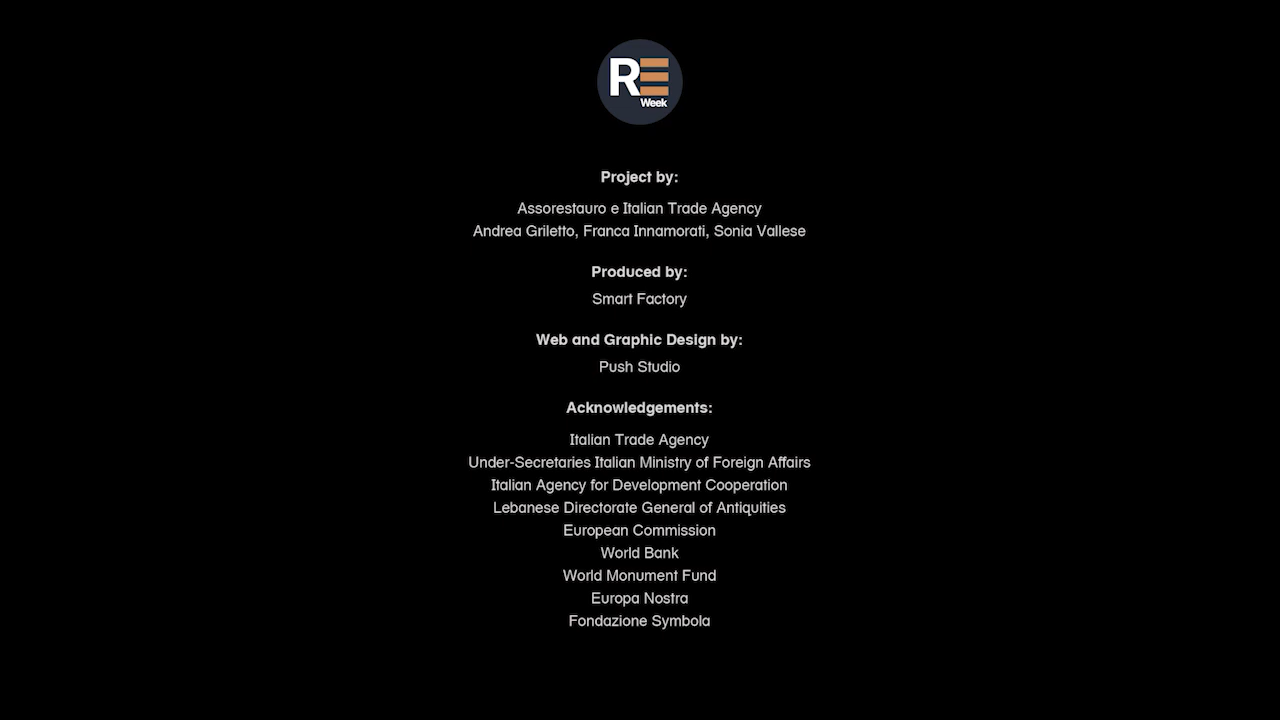 RE
Week
Project by:
Assorestauro e Italian Trade Agency
Andrea Griletto, Franca Innamorati, Sonia Vallese
Produced by:
Smart Factory
Web and Graphic Design by:
Push Studio
Acknowledgements:
Italian Trade Agency
Under-Secretaries Italian Ministry of Foreign Affairs
Italian Agency for Development Cooperation
Lebanese Directorate General of Antiquities
European Commission
World Bank
World Monument Fund
Europa Nostra
Fondazione Symbola